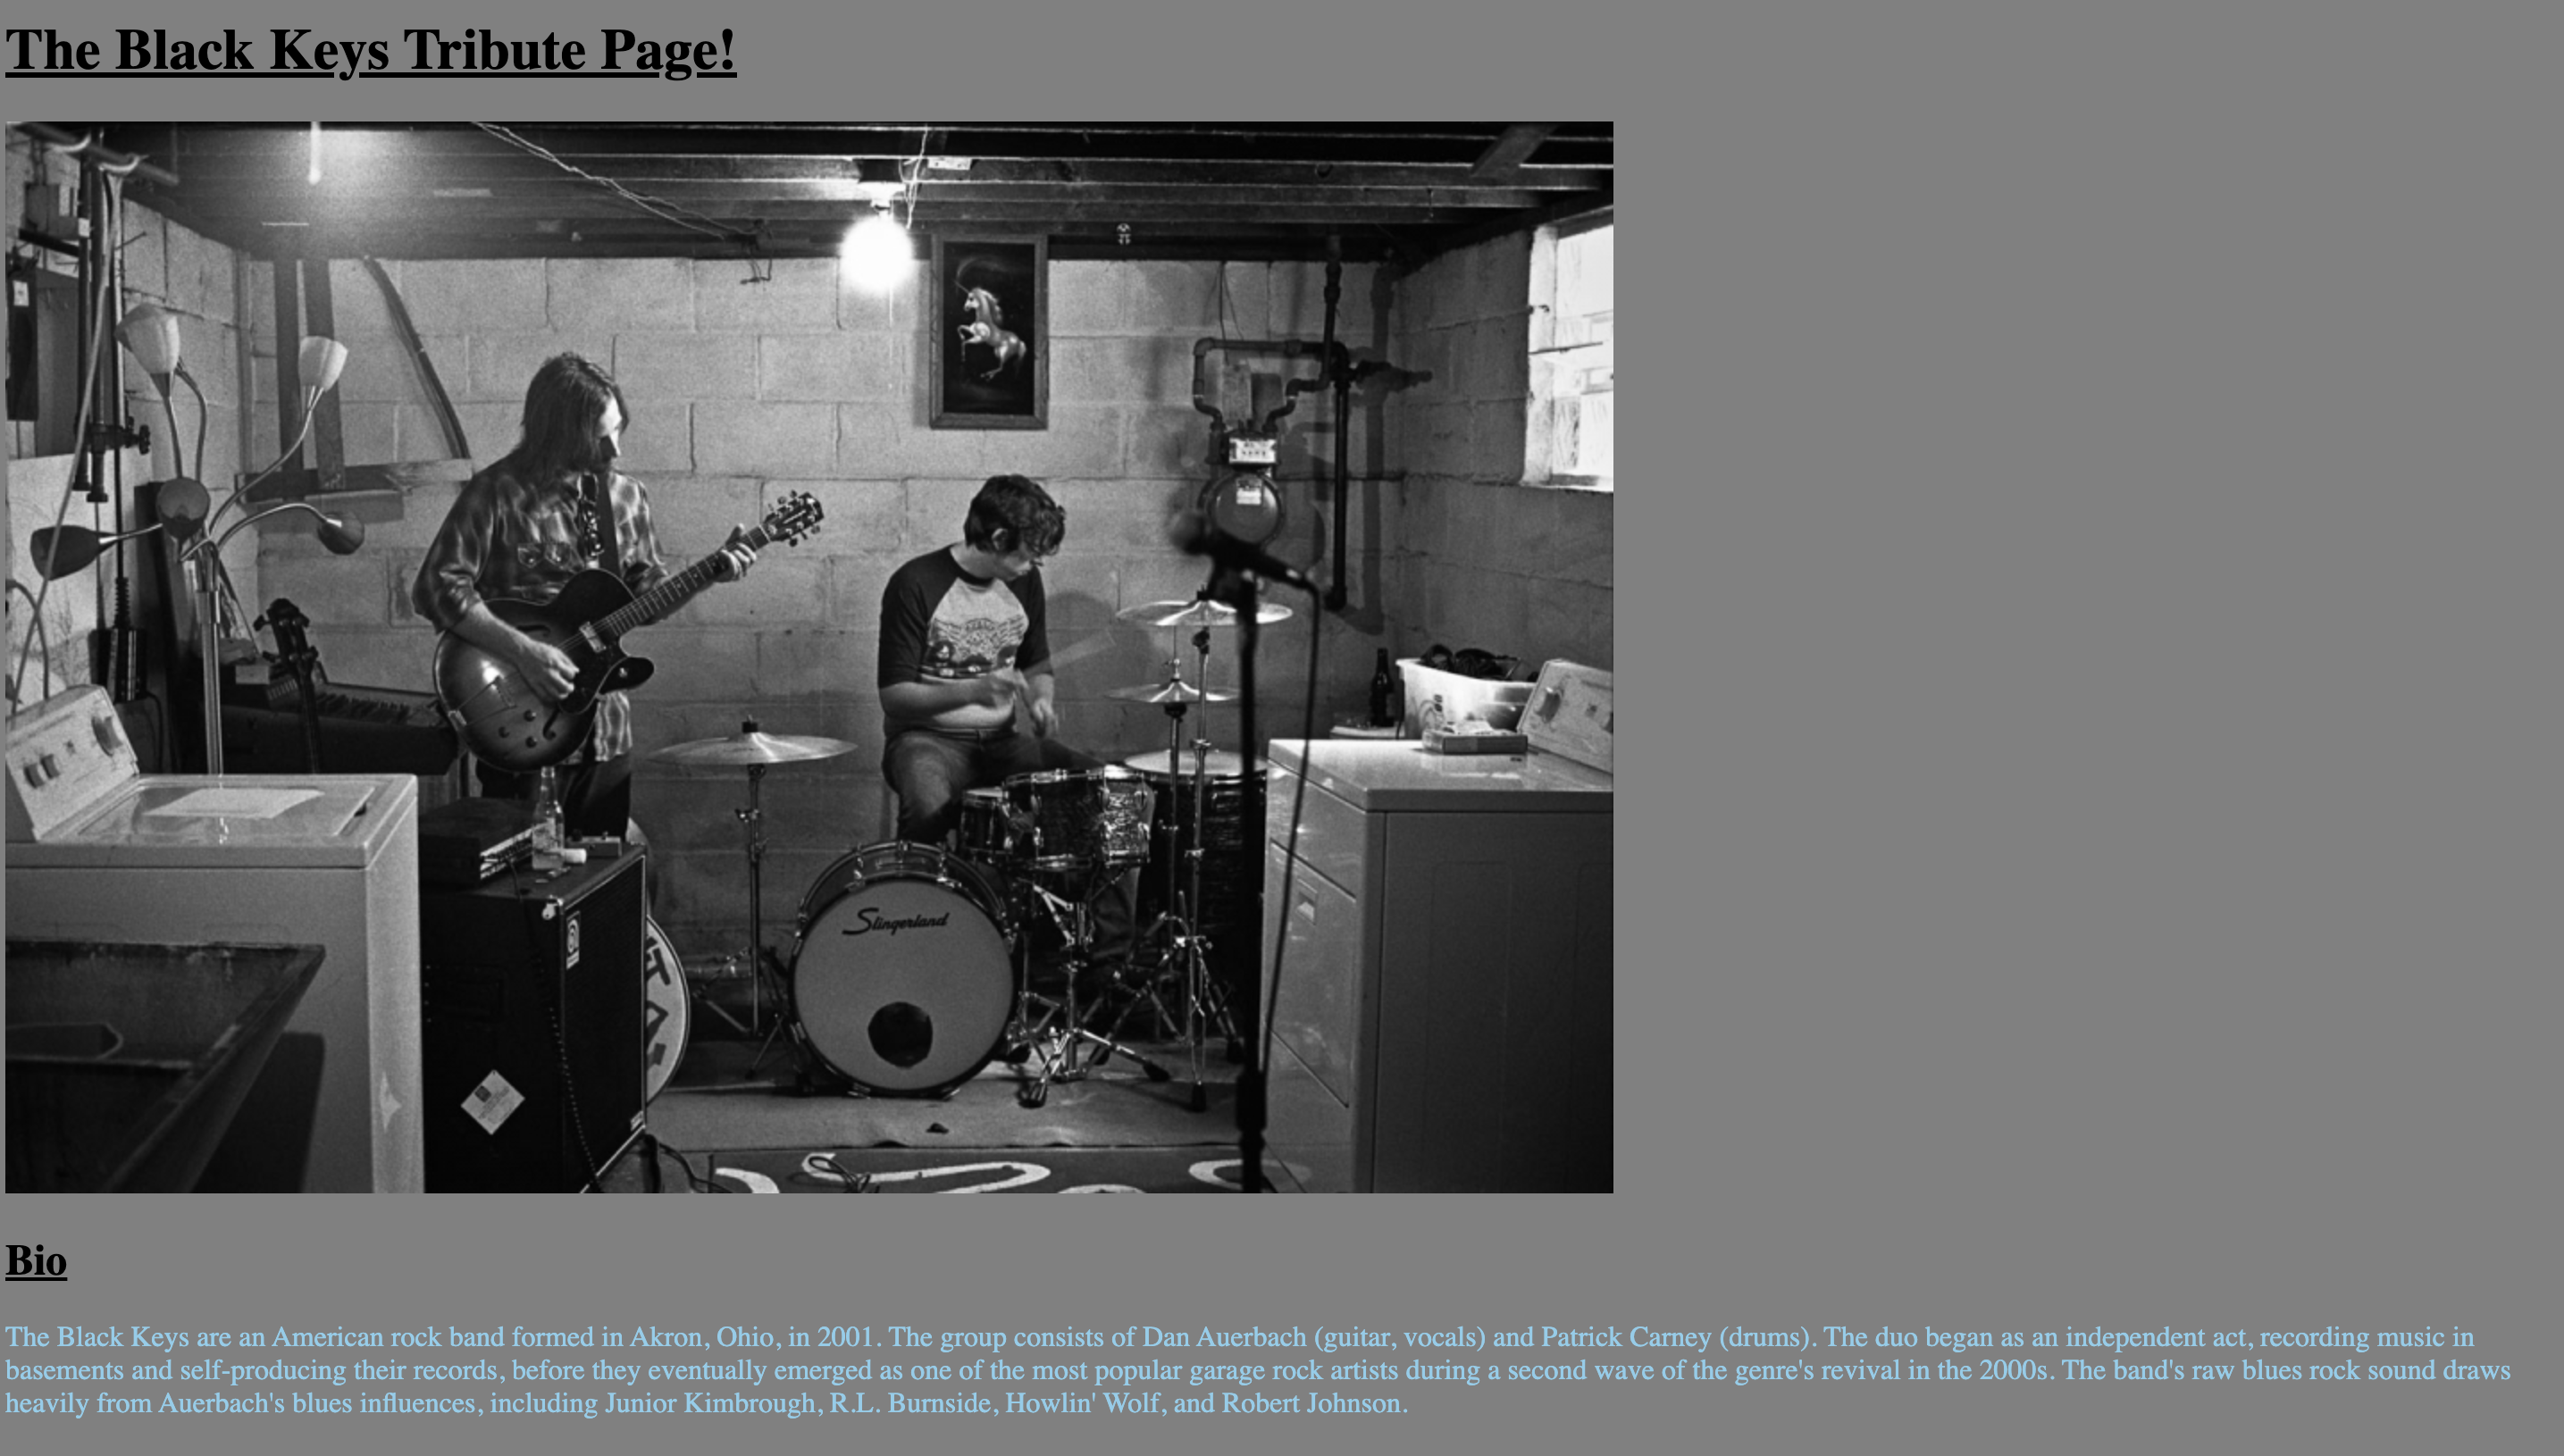 The Black Keys Tribute Page!
Slingerland
Bio
The Black Keys are an American rock band formed in Akron, Ohio, in 2001. The group consists of Dan Auerbach (guitar, vocals) and Patrick Carney (drums). The duo began as an independent act, recording music in
basements and self-producing their records, before they eventually emerged as one of the most popular garage rock artists during a second wave of the genre's revival in the 2000s. The band's raw blues rock sound draws
heavily from Auerbach's blues influences, including Junior Kimbrough, R.L. Burnside, Howlin' Wolf, and Robert Johnson.